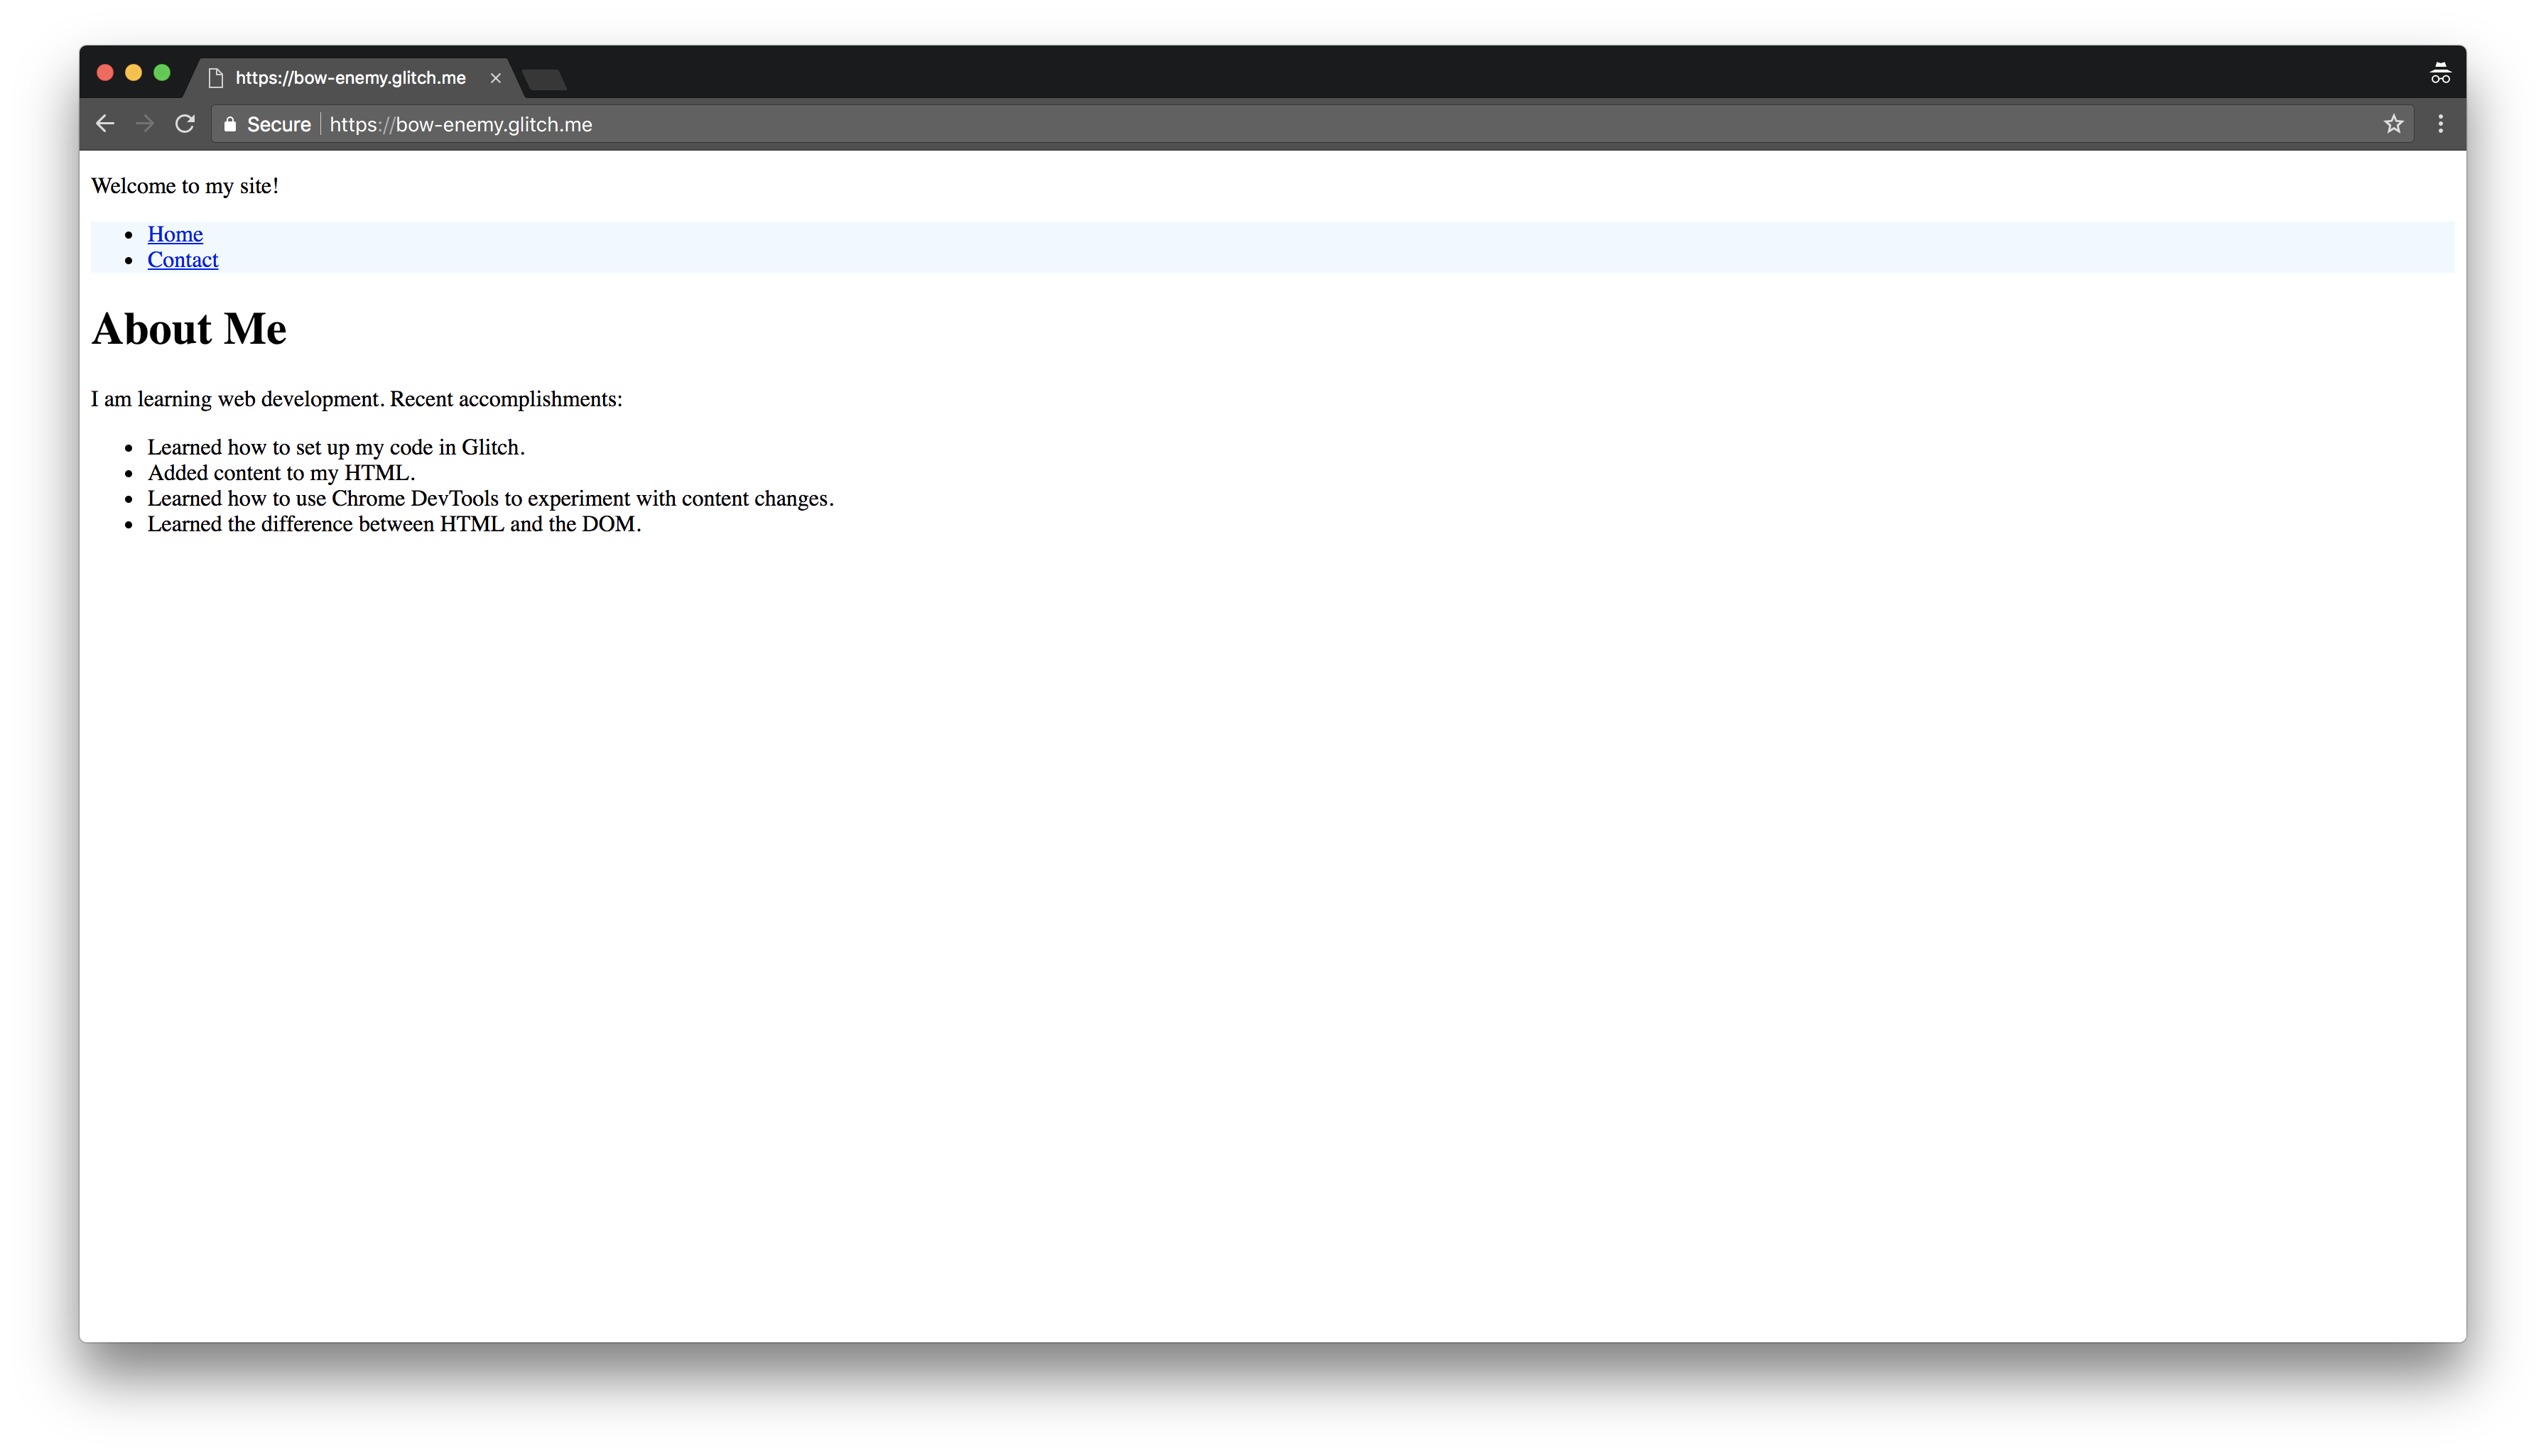 https://bow-enemy.glitch.me
Secure https://bow-enemy.glitch.me
Welcome to my site!
Home
Contact
About Me
I am learning web development. Recent accomplishments:
Learned how to set up my code in Glitch.
Added content to my HTML.
Learned how to use Chrome DevTools to experiment with content changes.
Learned the difference between HTML and the DOM.